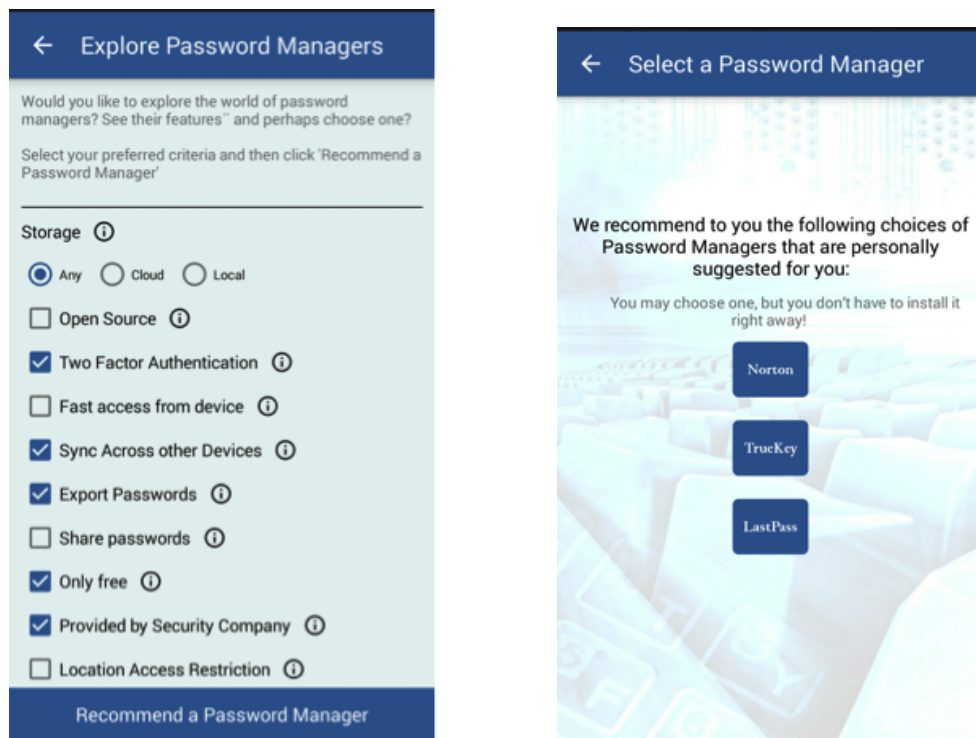 Explore Password Managers
Would you like to explore the world of password
managers? See their features¨ and perhaps choose one?
Select your preferred criteria and then click 'Recommend a
Password Manager'
Storage
Any Cloud Local
Open Source
Two Factor Authentication
Fast access from device
Sync Across other Devices
Export Passwords
Share passwords
Only free
Provided by Security Company
Location Access Restriction
Recommend a Password Manager
Select a Password Manager
We recommend to you the following choices of
Password Managers that are personally
suggested for you:
You may choose one, but you don't have to install it
right away!
Norton
TrueKey
LastPass